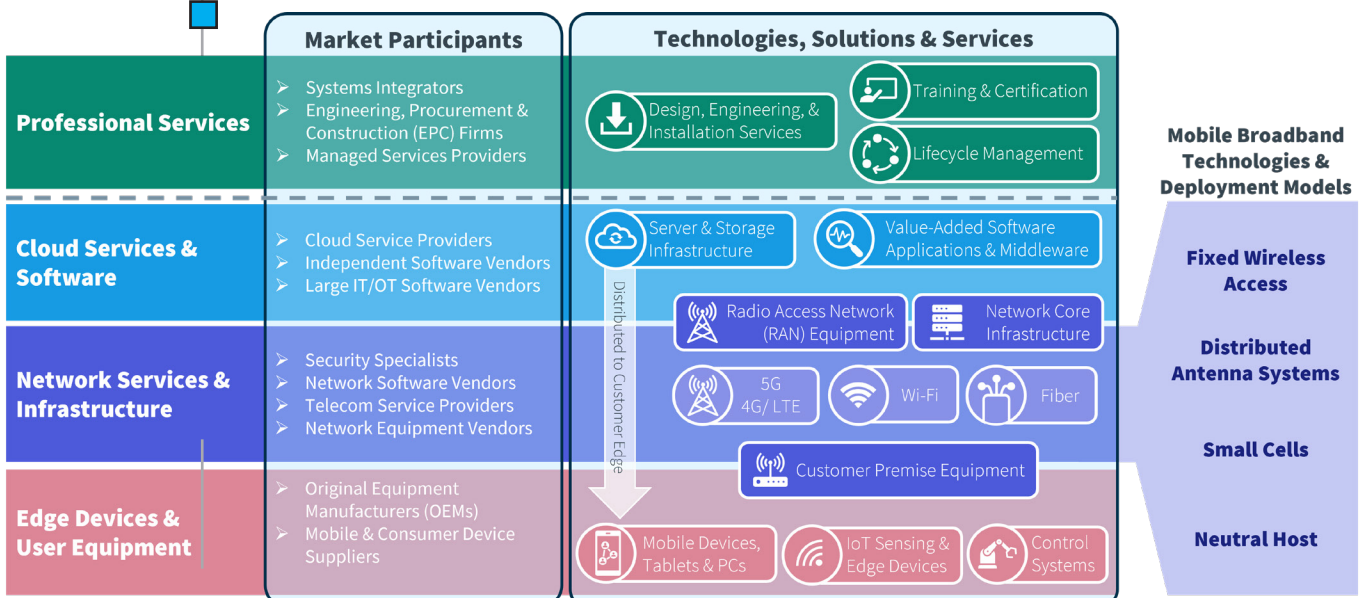 Market Participants
Technologies, Solutions & Services
Professional Services
Systems Integrators
Engineering, Procurement &
Construction (EPC) Firms
Managed Services Providers
Design, Engineering, &
Installation Services
Training & Certification
Lifecycle Management
Mobile Broadband
Technologies &
Deployment Models
Cloud Services &
Software
Cloud Service Providers
Independent Software Vendors
Large IT/OT Software Vendors
Server & Storage
Infrastructure
Value-Added Software
Applications & Middleware
Distributed to Customer Edge
Network Services &
Infrastructure
Security Specialists
Network Software Vendors
Telecom Service Providers
Network Equipment Vendors
Radio Access Network
(RAN) Equipment
Network Core
Infrastructure
5G
4G/ LTE
Wi-Fi
Fiber
Customer Premise Equipment
Edge Devices &
User Equipment
Original Equipment
Manufacturers (OEMs)
Mobile & Consumer Device
Suppliers
Mobile Devices,
Tablets & PCs
IoT Sensing &
Edge Devices
Control
Systems
Fixed Wireless
Access
Distributed
Antenna Systems
Small Cells
Neutral Host